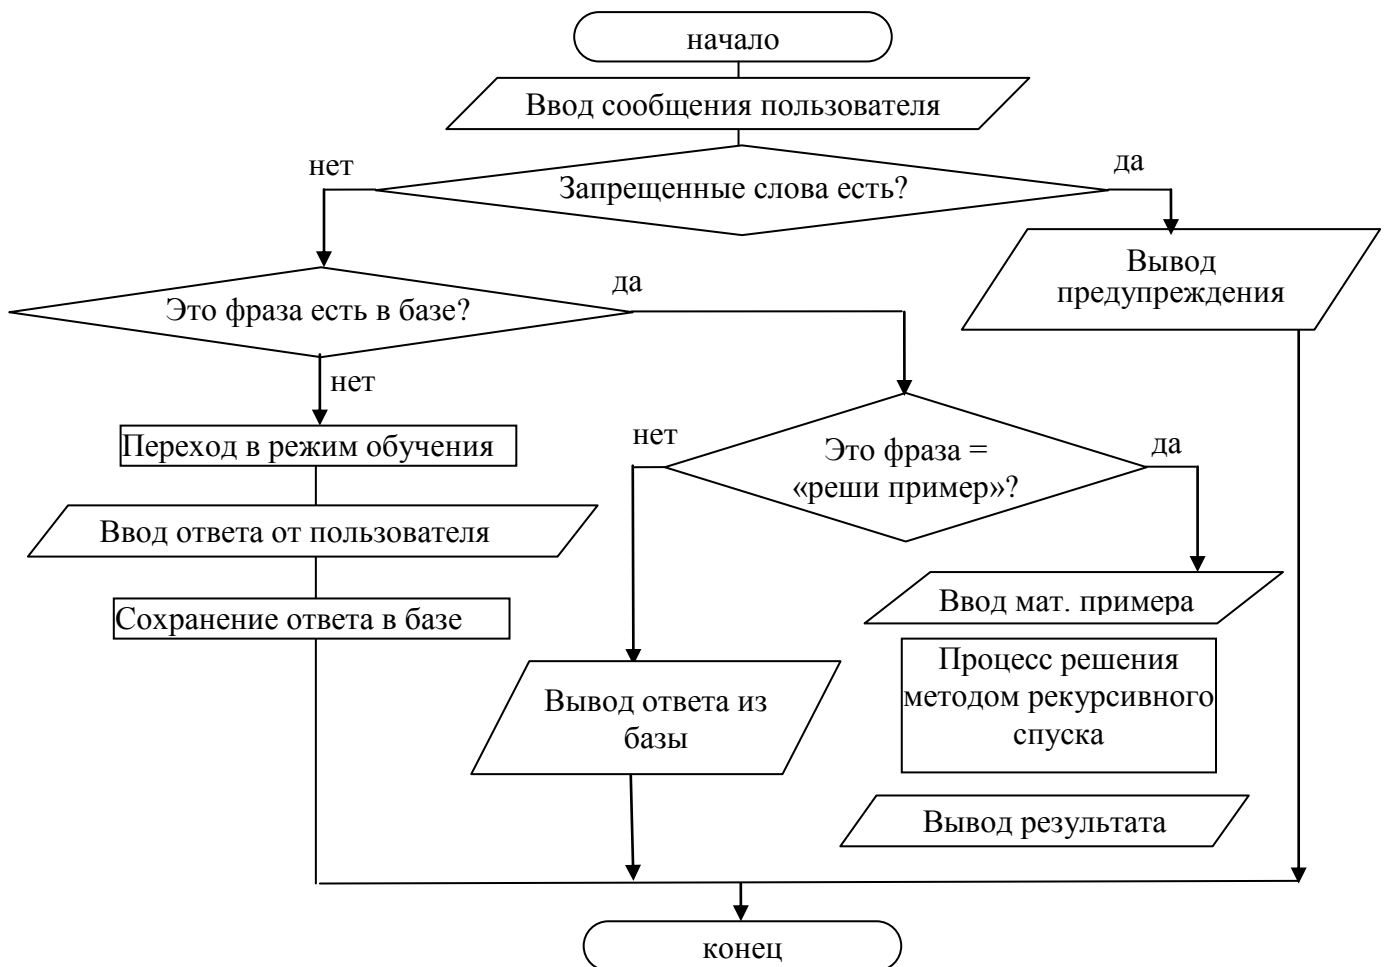 начало
Ввод сообщения пользователя
нет
да
Запрещенные слова есть?
Вывод
предупреждения
да
Это фраза есть в базе?
нет
Переход в режим обучения
нет
да
Это фраза =
«реши пример»?
Ввод ответа от пользователя
Ввод мат. примера
Сохранение ответа в базе
Процесс решения
методом рекурсивного
спуска
Вывод ответа из
базы
Вывод результата
конец